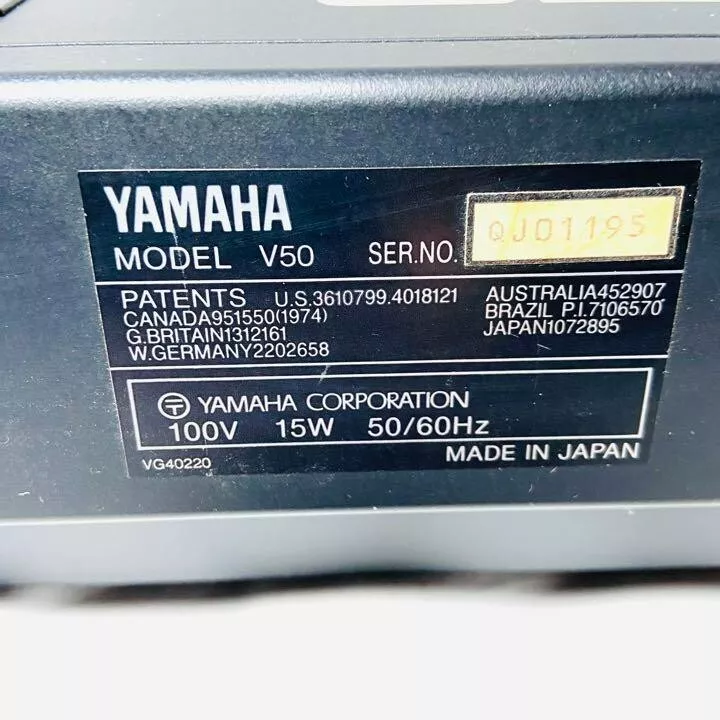 YAMAHA
MODEL V50 SER.NO. QJ01195
PATENTS U.S.3610799.4018121
CANADA951550(1974)
G.BRITAIN1312161
W.GERMANY2202658
AUSTRALIA452907
BRAZIL P.I.7106570
JAPAN1072895
YAMAHA CORPORATION
100V 15W 50/60Hz
VG40220 MADE IN JAPAN